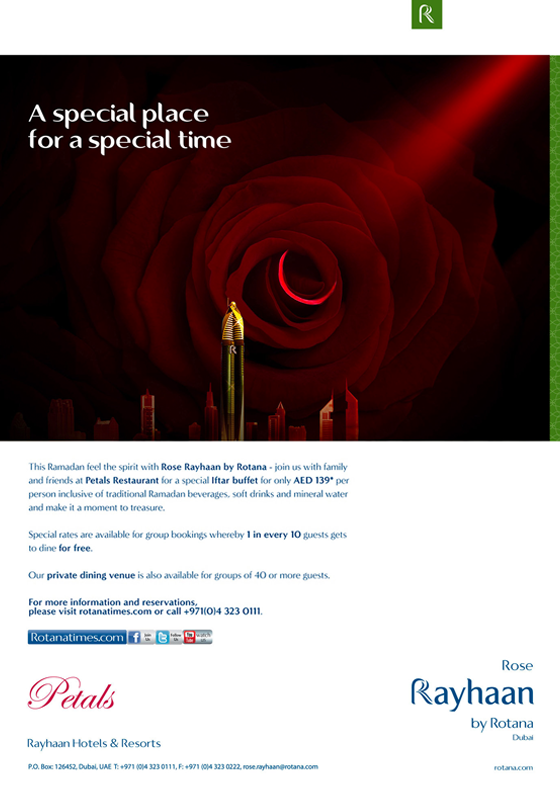 A special place
for a special time
This Ramadan feel the spirit with Rose Rayhaan by Rotana - join us with family
and friends at Petals Restaurant for a special Iftar buffet for only AED 139* per
person inclusive of traditional Ramadan beverages, soft drinks and mineral water
and make it a moment to treasure.
Special rates are available for group bookings whereby 1 in every 10 guests gets
to dine for free.
Our private dining venue is also available for groups of 40 or more guests.
For more information and reservations,
please visit rotanatimes.com or call +971(0)4 323 0111.
Rotanatimes.com Join Us Follow Us You Tube
Petals
Rose
Rayhaan
by Rotana
Dubai
Rayhaan Hotels & Resorts
P.O. Box: 126452, Dubai, UAE T: +971 (0)4 323 0111, F: +971 (0)4 323 0222, rose.rayhaan@rotana.com
rotana.com